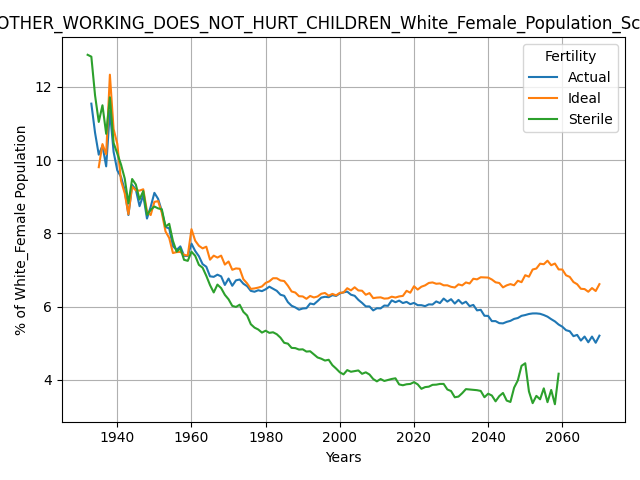 OTHER_WORKING_DOES_NOT_HURT_CHILDREN_White_Female_Population_Sc
Fertility
Actual
Ideal
Sterile
% of White_Female Population
12
10
8
6
4
1940 1960 1980 2000 2020 2040 2060
Years